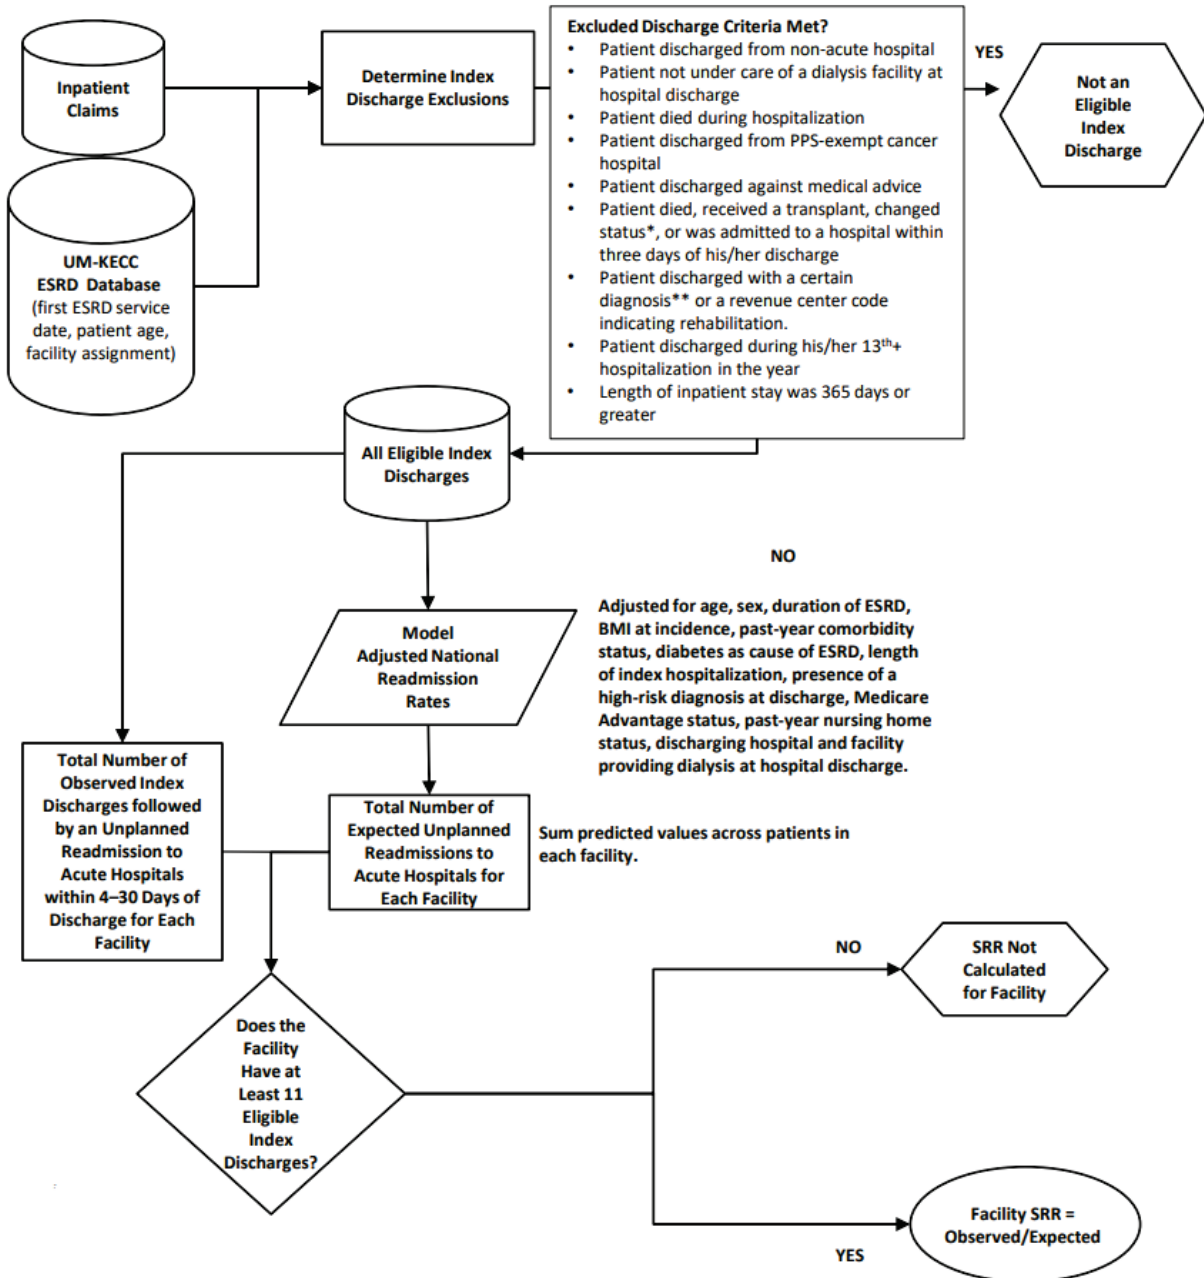 Inpatient
Claims
UM-KECC
ESRD Database
(first ESRD service
date, patient age,
facility assignment)
Determine Index
Discharge Exclusions
Excluded Discharge Criteria Met?
• Patient discharged from non-acute hospital
• Patient not under care of a dialysis facility at
hospital discharge
• Patient died during hospitalization
• Patient discharged from PPS-exempt cancer
hospital
• Patient discharged against medical advice
• Patient died, received a transplant, changed
status*, or was admitted to a hospital within
three days of his/her discharge
• Patient discharged with a certain
diagnosis** or a revenue center code
indicating rehabilitation.
• Patient discharged during his/her 13th+
hospitalization in the year
• Length of inpatient stay was 365 days or
greater
YES
Not an
Eligible
Index
Discharge
All Eligible Index
Discharges
NO
Model
Adjusted National
Readmission
Rates
Adjusted for age, sex, duration of ESRD,
BMI at incidence, past-year comorbidity
status, diabetes as cause of ESRD, length
of index hospitalization, presence of a
high-risk diagnosis at discharge, Medicare
Advantage status, past-year nursing home
status, discharging hospital and facility
providing dialysis at hospital discharge.
Total Number of
Observed Index
Discharges followed
by an Unplanned
Readmission to
Acute Hospitals
within 4–30 Days of
Discharge for Each
Facility
Total Number of
Expected Unplanned
Readmissions to
Acute Hospitals for
Each Facility
Sum predicted values across patients in
each facility.
Does the
Facility
Have at
Least 11
Eligible
Index
Discharges?
NO
SRR Not
Calculated
for Facility
YES
Facility SRR =
Observed/Expected